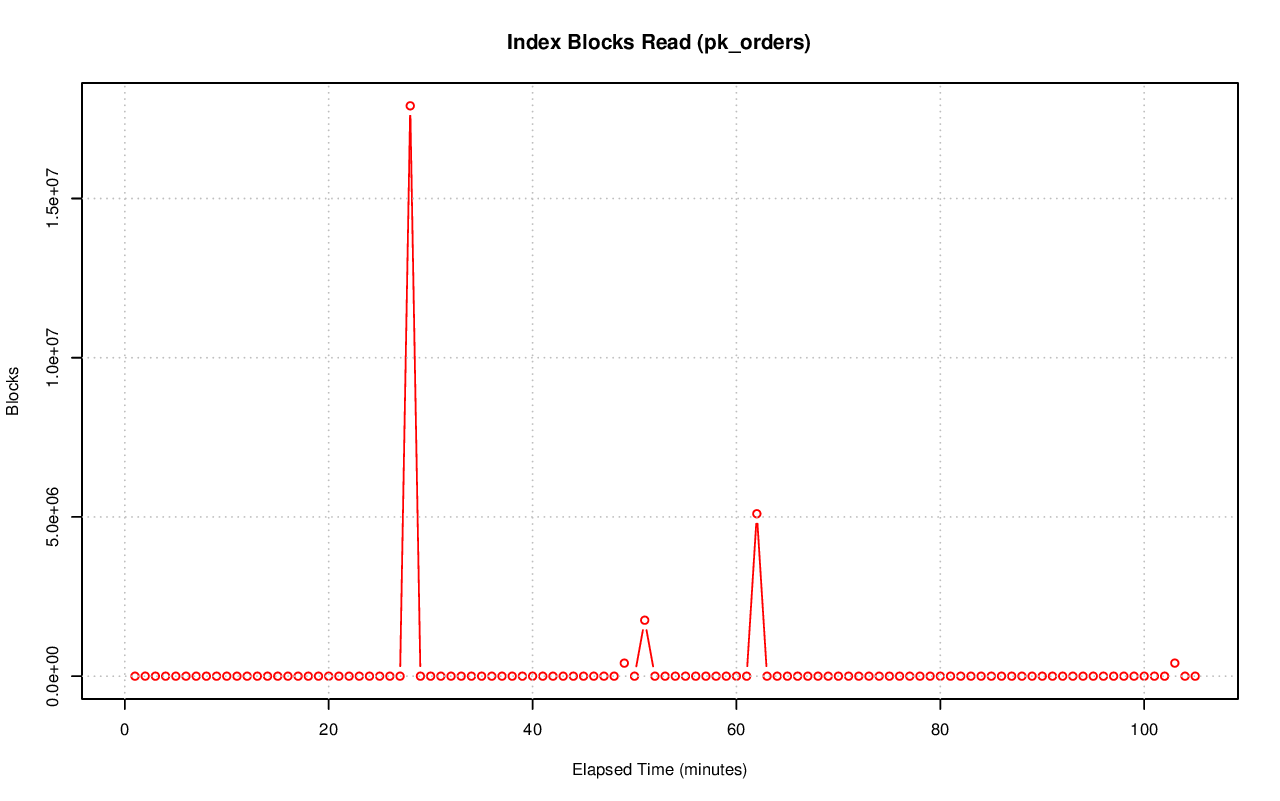 Index Blocks Read (pk_orders)
Blocks
1.5e+07
1.0e+07
5.0e+06
0.0e+00
0 20 40 60 80 100
Elapsed Time (minutes)